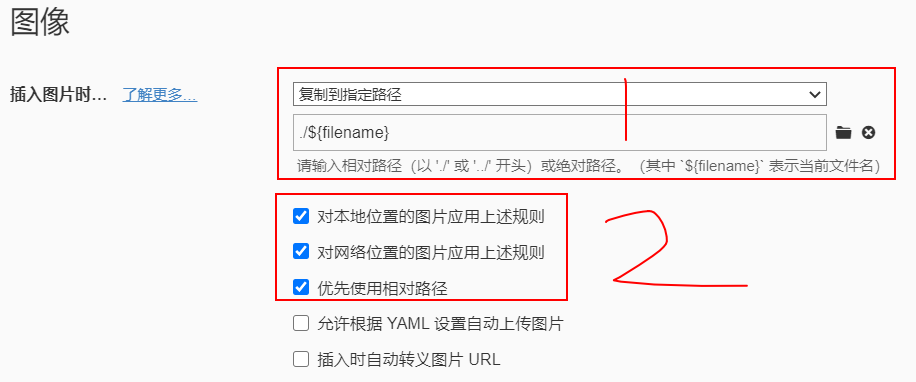 图像
插入图片时... 了解更多...
复制到指定路径
./${filename}
请输入相对路径（以 './' 或 '../' 开头）或绝对路径。（其中 `${filename}` 表示当前文件名）
1
对本地位置的图片应用上述规则
对网络位置的图片应用上述规则
优先使用相对路径
2
允许根据 YAML 设置自动上传图片
插入时自动转义图片 URL